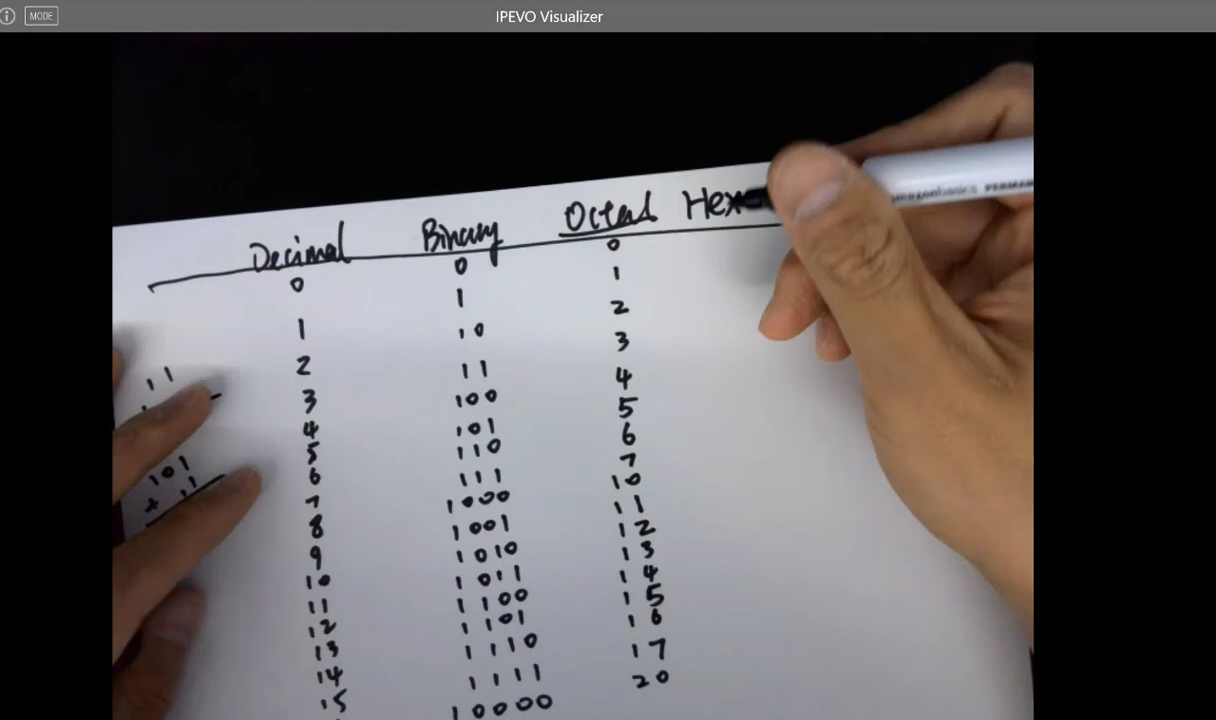 MODE
IPEVO Visualizer
amazonbasics PERMAN
Decimal Binary Octal Hex
0 0 0
1 1 1
2 10 2
3 11 3
4 100 4
5 101 5
6 110 6
7 111 7
8 1000 10
9 1001 11
10 1010 12
11 1011 13
12 1100 14
13 1101 15
14 1110 16
15 1111 17
10000 20
11
101
+ 11